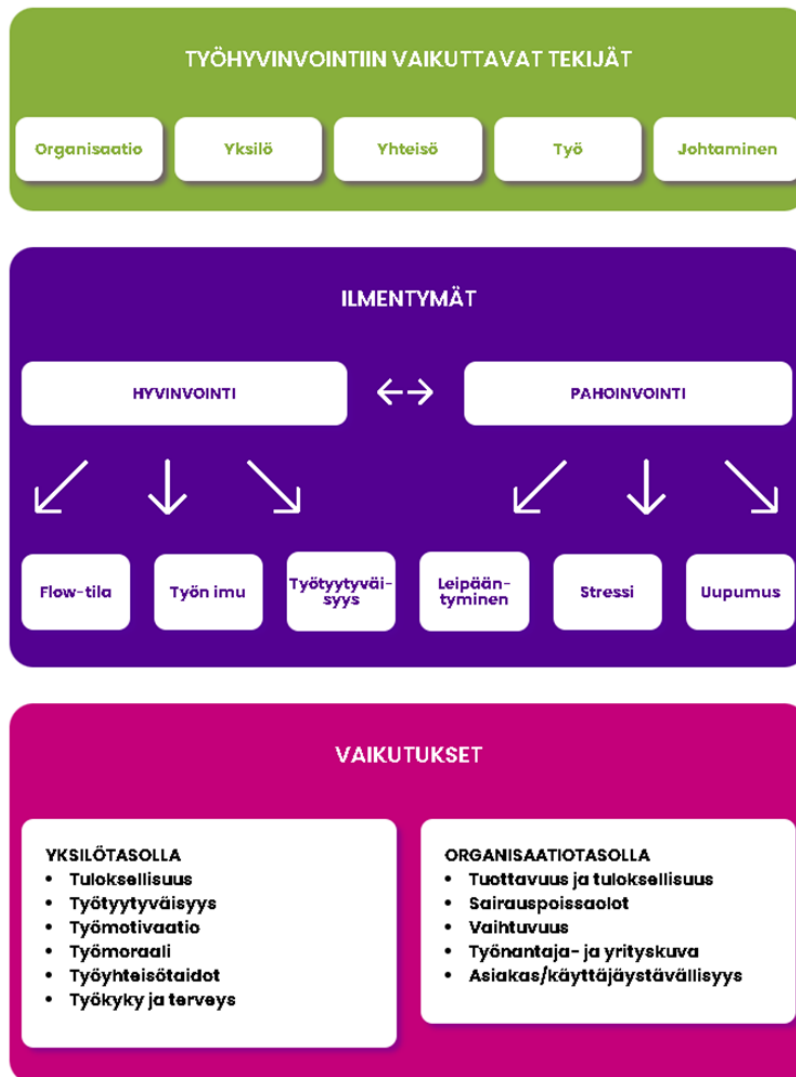 TYÖHYVINVOINTIIN VAIKUTTAVAT TEKIJÄT
Organisaatio
Yksilö
Yhteisö
Työ
Johtaminen
ILMENTYMÄT
HYVINVOINTI
PAHOINVOINTI
Flow-tila
Työn imu
Työtyytyväi-
syys
Leipään-
tyminen
Stressi
Uupumus
VAIKUTUKSET
YKSILÖTASOLLA
• Tuloksellisuus
• Työtyytyväisyys
• Työmotivaatio
• Työmoraali
• Työyhteisötaidot
• Työkyky ja terveys
ORGANISAATIOTASOLLA
• Tuottavuus ja tuloksellisuus
• Sairauspoissaolot
• Vaihtuvuus
• Työnantaja- ja yrityskuva
• Asiakas/käyttäjäystävällisyys